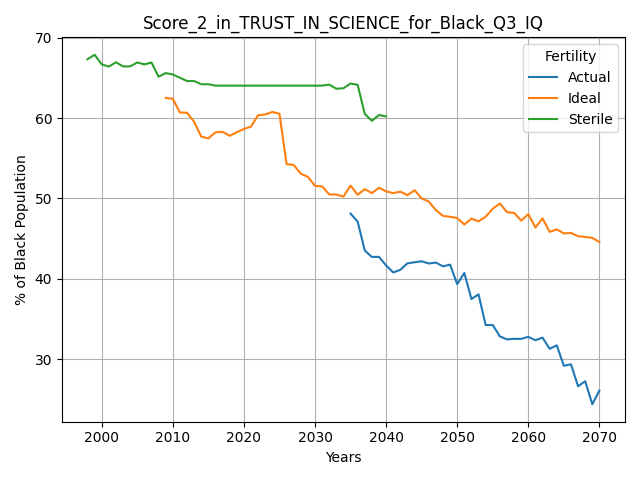 Score_2_in_TRUST_IN_SCIENCE_for_Black_Q3_IQ
Fertility
Actual
Ideal
Sterile
% of Black Population
70
60
50
40
30
2000 2010 2020 2030 2040 2050 2060 2070
Years